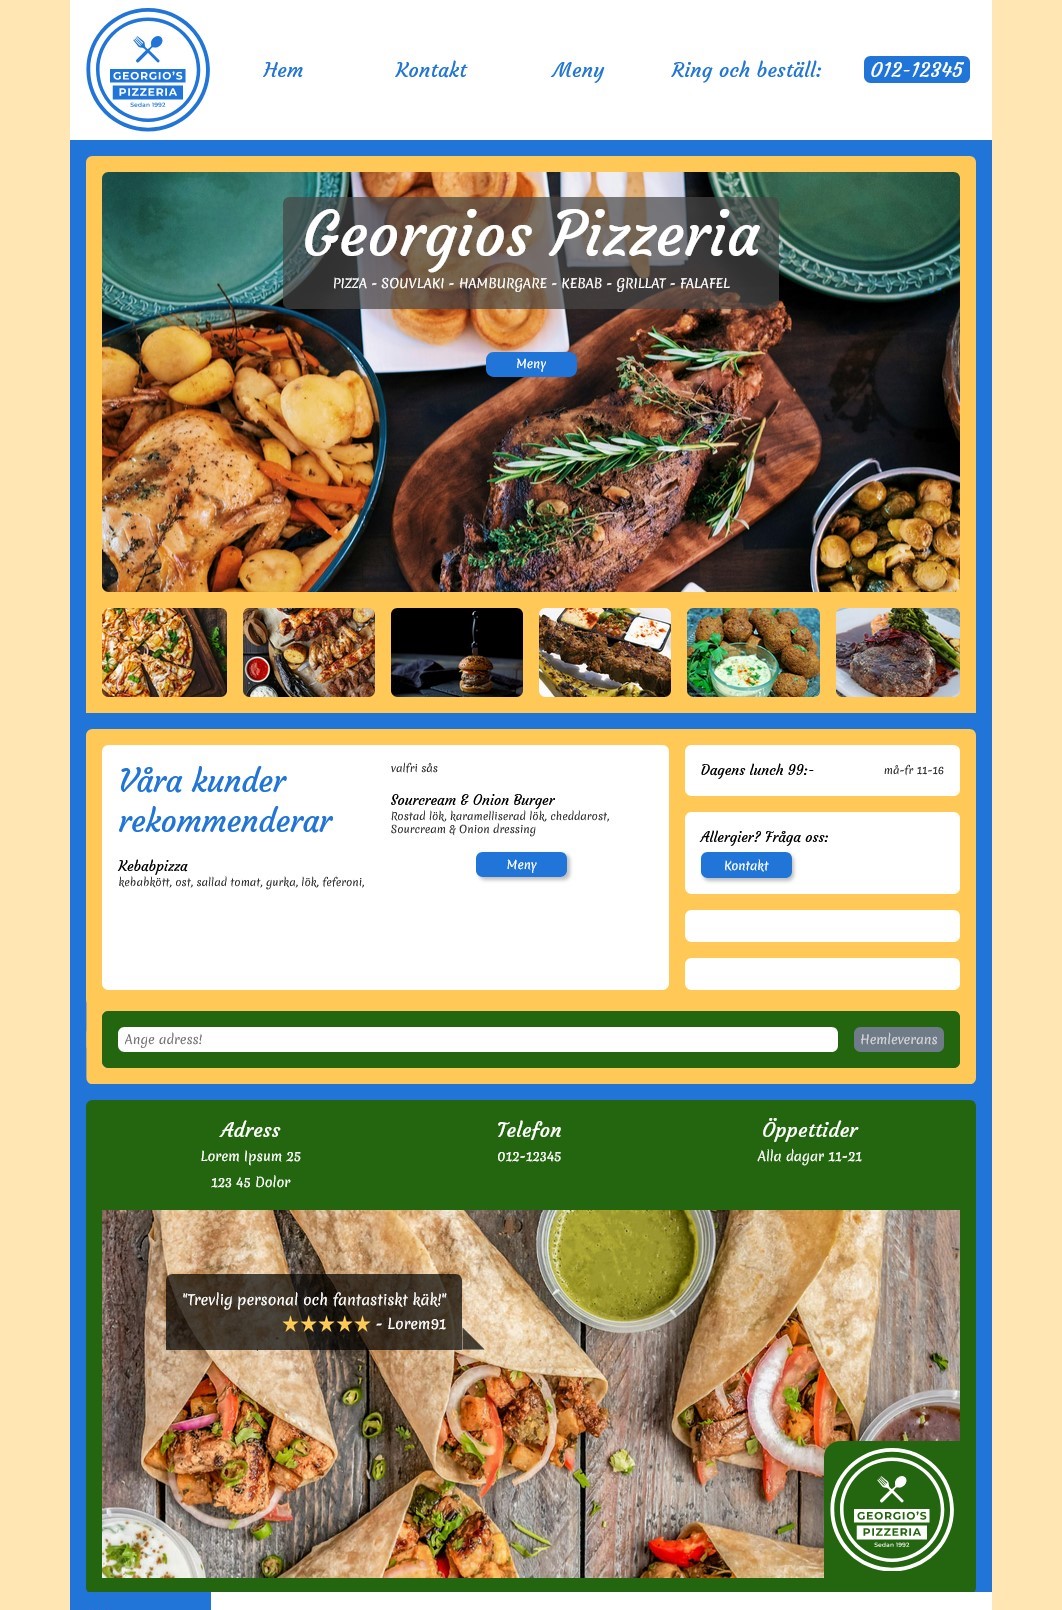 GEORGIO'S
PIZZERIA
Sedan 1992
Hem
Kontakt
Meny
Ring och beställ:
012-12345
Georgios Pizzeria
PIZZA - SOUVLAKI - HAMBURGARE - KEBAB - GRILLAT - FALAFEL
Meny
Våra kunder
rekommenderar
Kebabpizza
kebabkött, ost, sallad tomat, gurka, lök, feferoni,
valfri sås
Sourcream & Onion Burger
Rostad lök, karamelliserad lök, cheddarost,
Sourcream & Onion dressing
Meny
Dagens lunch 99:-
må-fr 11-16
Allergier? Fråga oss:
Kontakt
Ange adress!
Hemleverans
Adress
Lorem Ipsum 25
123 45 Dolor
Telefon
012-12345
Öppettider
Alla dagar 11-21
"Trevlig personal och fantastiskt käk!"
★★★★★ - Lorem91
GEORGIO'S
PIZZERIA
Sedan 1992